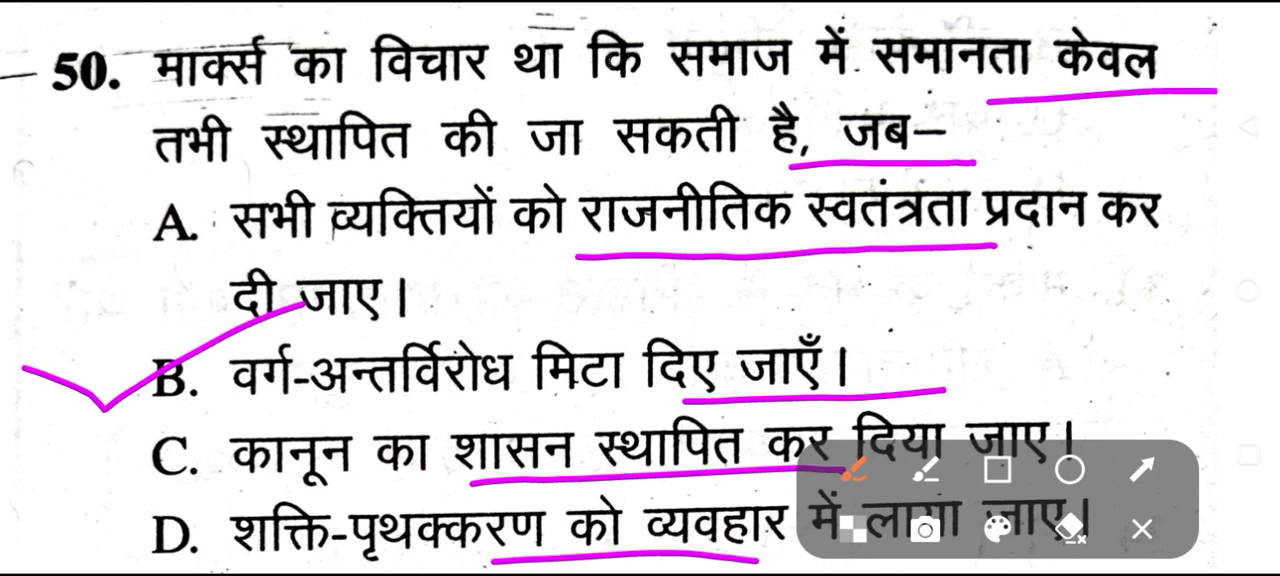 50. मार्क्स का विचार था कि समाज में समानता केवल
तभी स्थापित की जा सकती है, जब–
A. सभी व्यक्तियों को राजनीतिक स्वतंत्रता प्रदान कर
दी जाए।
B. वर्ग-अन्तर्विरोध मिटा दिए जाएँ।
C. कानून का शासन स्थापित कर दिया जाए।
D. शक्ति-पृथक्करण को व्यवहार में लाया जाए।